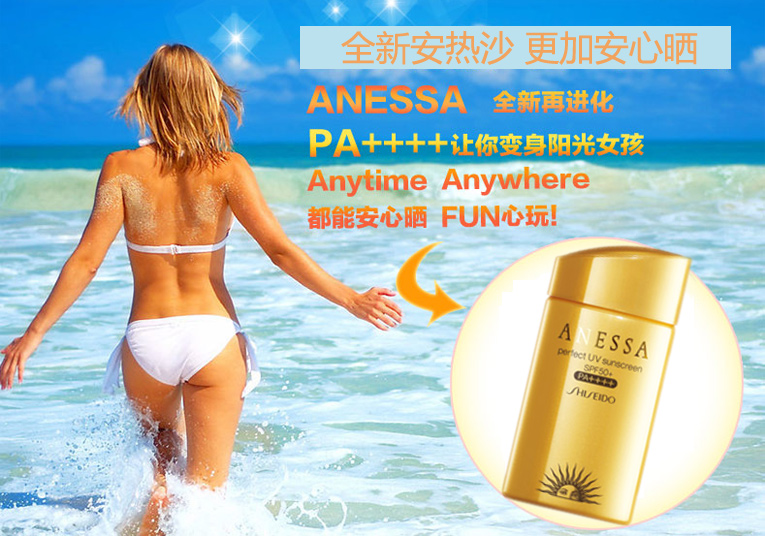 全新安热沙 更加安心晒
ANESSA 全新再进化
PA++++让你变身阳光女孩
Anytime Anywhere
都能安心晒 FUN心玩!
ANESSA
perfect UV sunscreen
SPF50+
PA++++
SHISEIDO